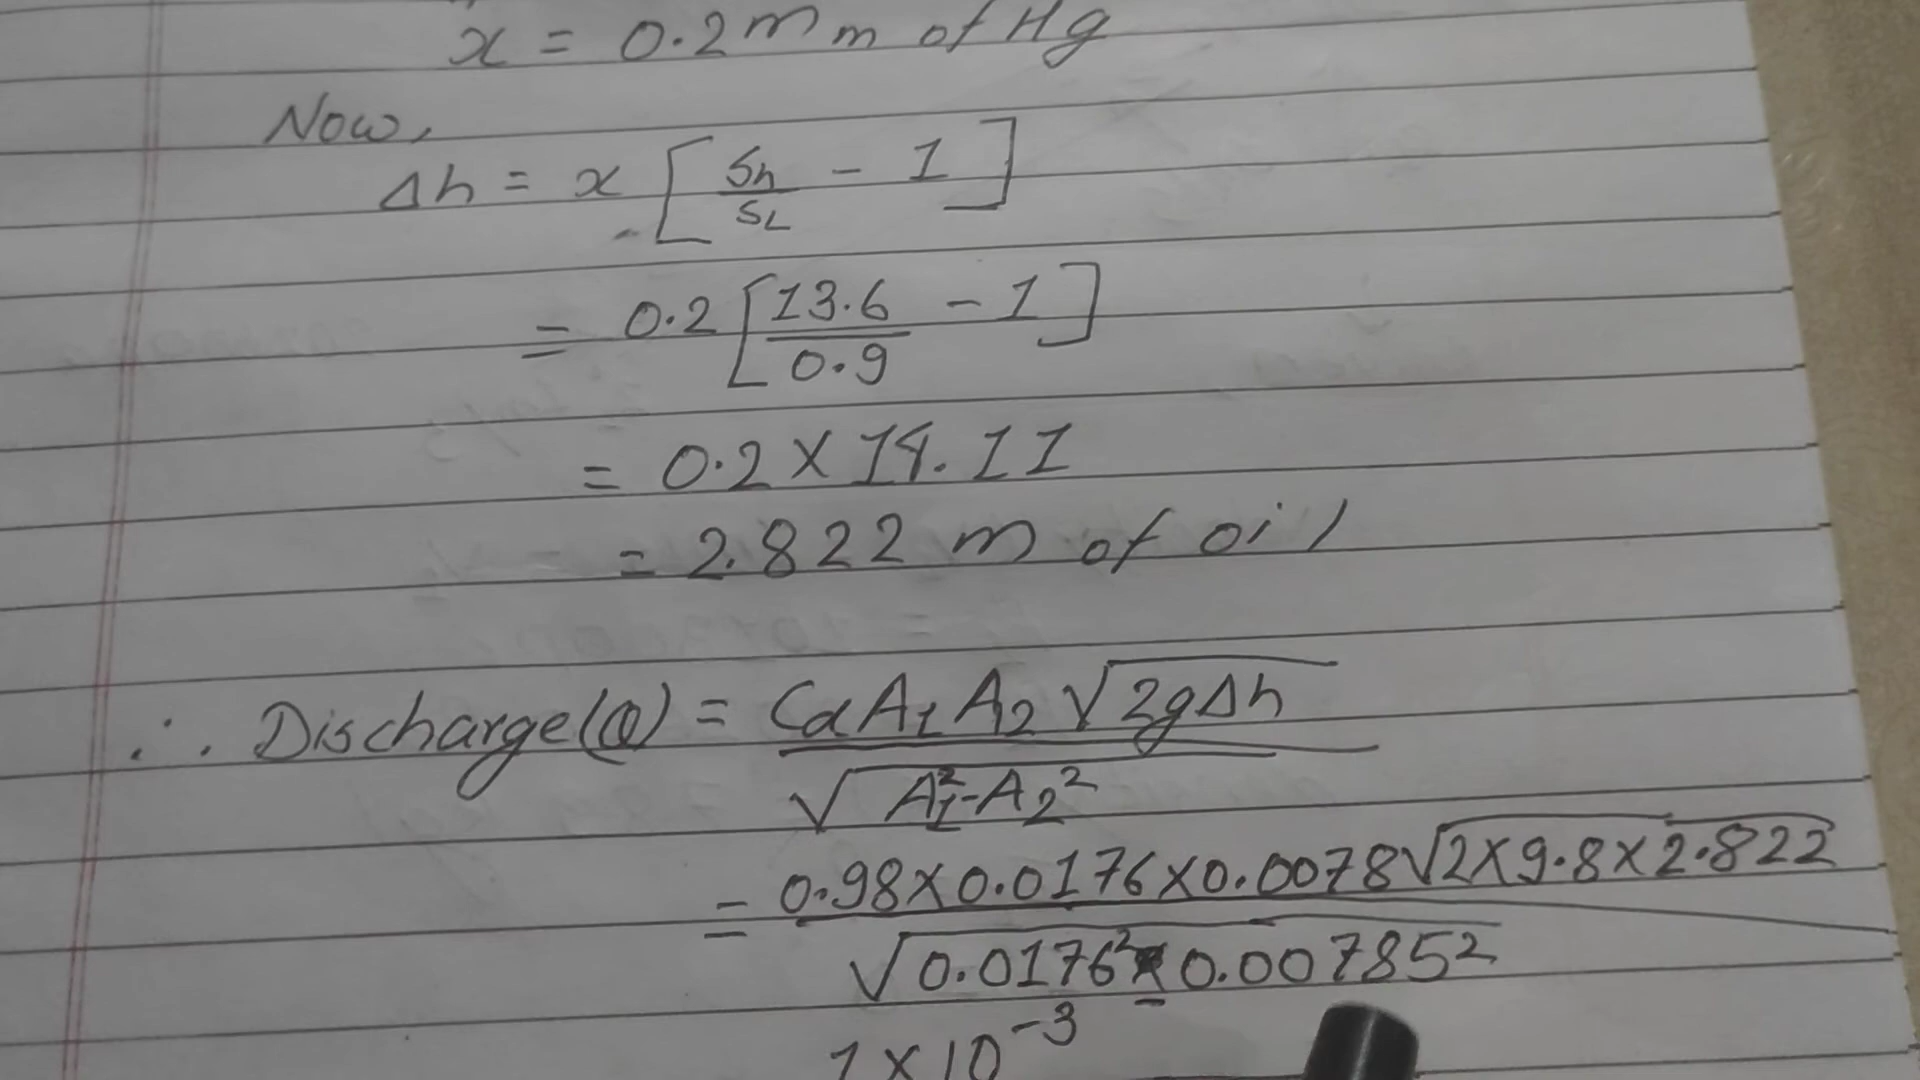 x = 0.2 m m of Hg
Now,
Δh = x [ Sh/SL - 1 ]
= 0.2 [ 13.6/0.9 - 1 ]
= 0.2 × 14.11
= 2.822 m of oil
∴ Discharge(Q) = Cd A1 A2 √2gΔh
√A1²-A2²
= 0.98×0.0176×0.0078√2×9.8×2.822
√0.0176²-0.00785²
1×10⁻³